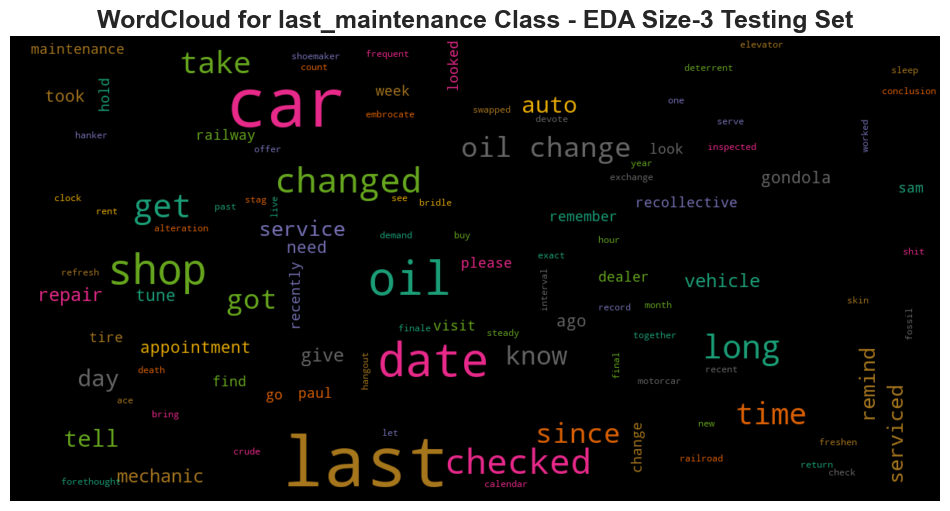 WordCloud for last_maintenance Class - EDA Size-3 Testing Set
maintenance
take
shoemaker
count
frequent
looked
elevator
deterrent
sleep
conclusion
took
hold
car
week
embrocate
swapped
devote
auto
one
serve
worked
hanker
railway
offer
oil change
look
inspected
year
exchange
gondola
sam
changed
clock
rent
alteration
get
past
stag
live
see
bridle
recollective
remember
service
need
demand
buy
hour
shit
shop
refresh
repair
tune
got
recently
oil
please
exact
interval
dealer
vehicle
record
month
skin
fossil
tire
appointment
finale
visit
steady
ago
together
long
give
date
know
final
motorcar
recent
remind
day
death
find
hangout
ace
go
paul
bring
time
serviced
tell
let
since
change
new
freshen
crude
last
checked
railroad
return
check
mechanic
forethought
calendar